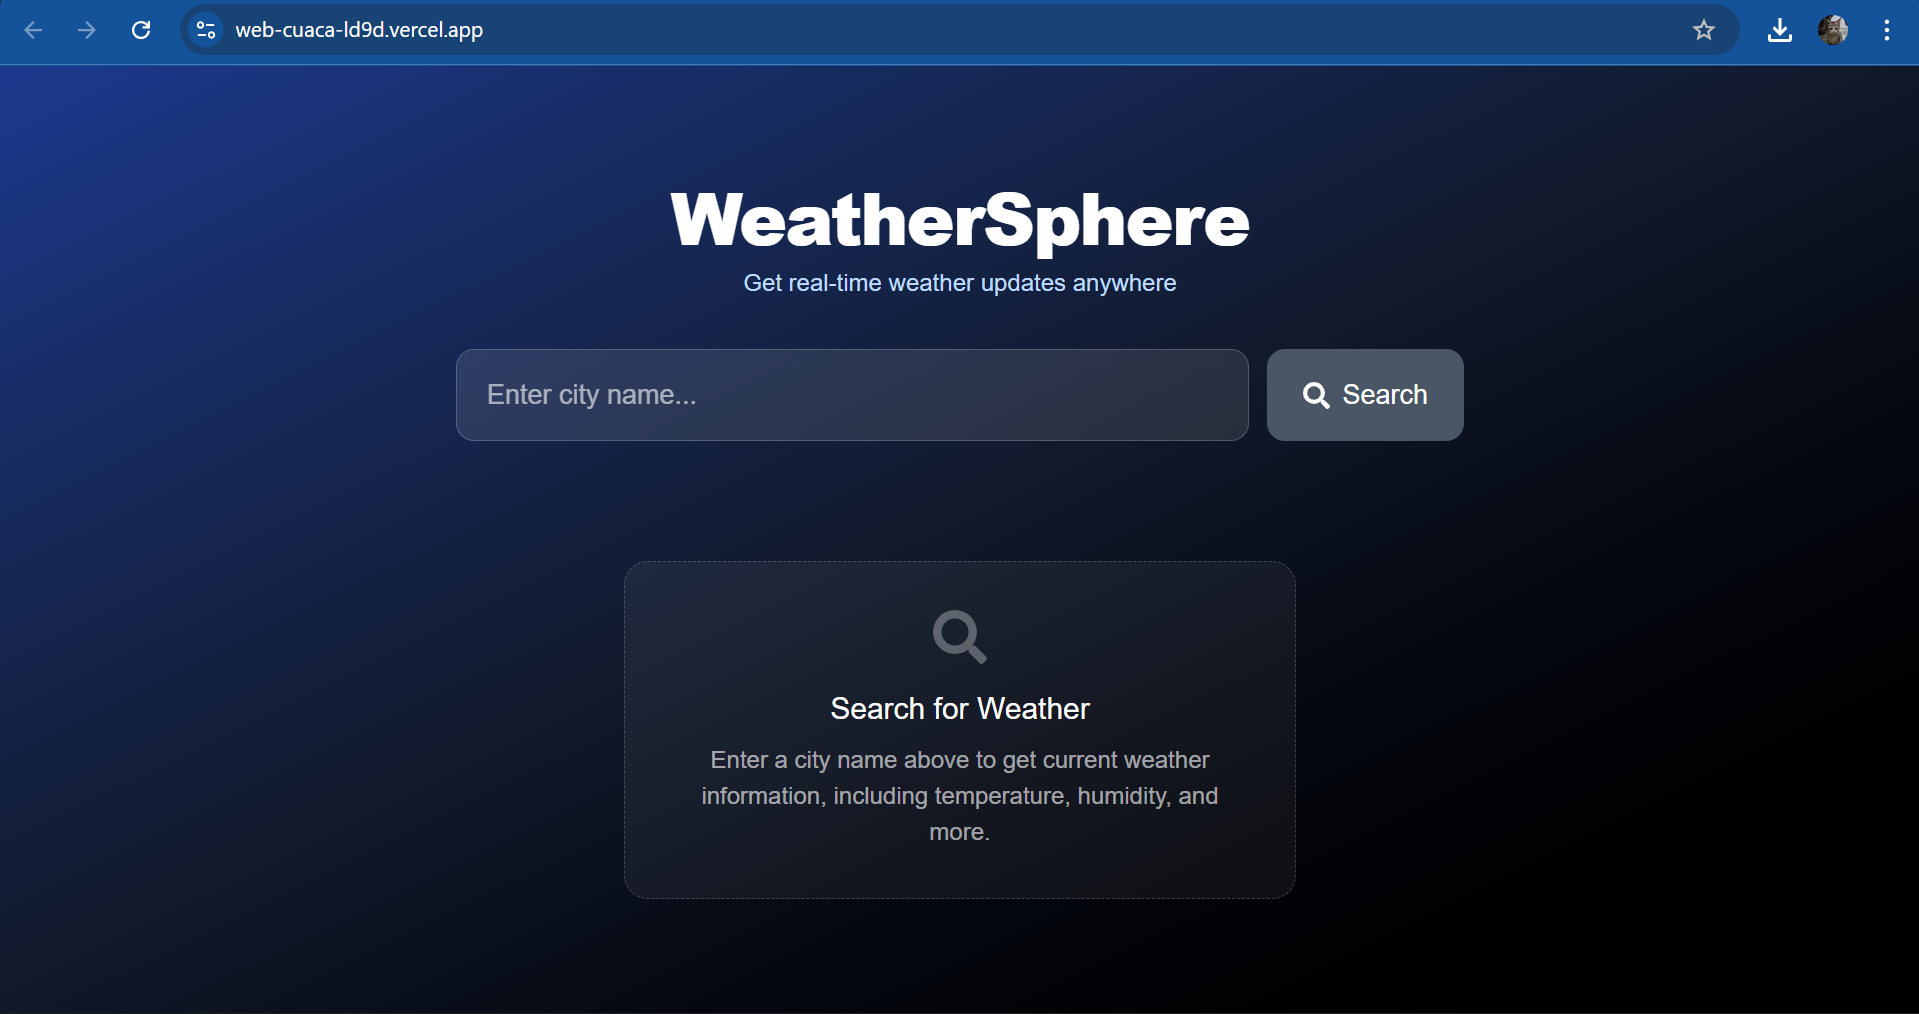 web-cuaca-ld9d.vercel.app
WeatherSphere
Get real-time weather updates anywhere
Enter city name...
Search
Search for Weather
Enter a city name above to get current weather
information, including temperature, humidity, and
more.